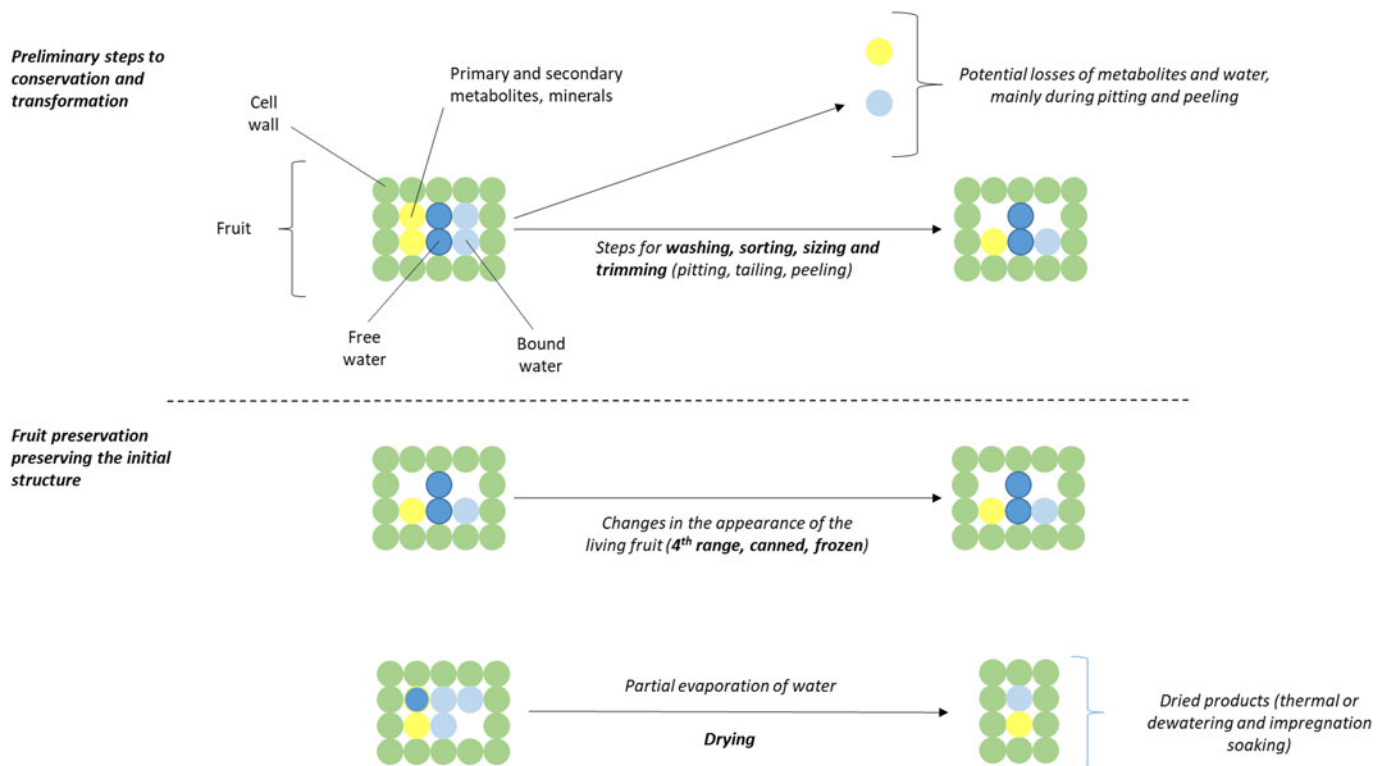 Preliminary steps to
conservation and
transformation
Primary and secondary
metabolites, minerals
Potential losses of metabolites and water,
mainly during pitting and peeling
Cell
wall
Fruit
Steps for washing, sorting, sizing and
trimming (pitting, tailing, peeling)
Free
water
Bound
water
Fruit preservation
preserving the initial
structure
Changes in the appearance of the
living fruit (4th range, canned, frozen)
Partial evaporation of water
Drying
Dried products (thermal or
dewatering and impregnation
soaking)